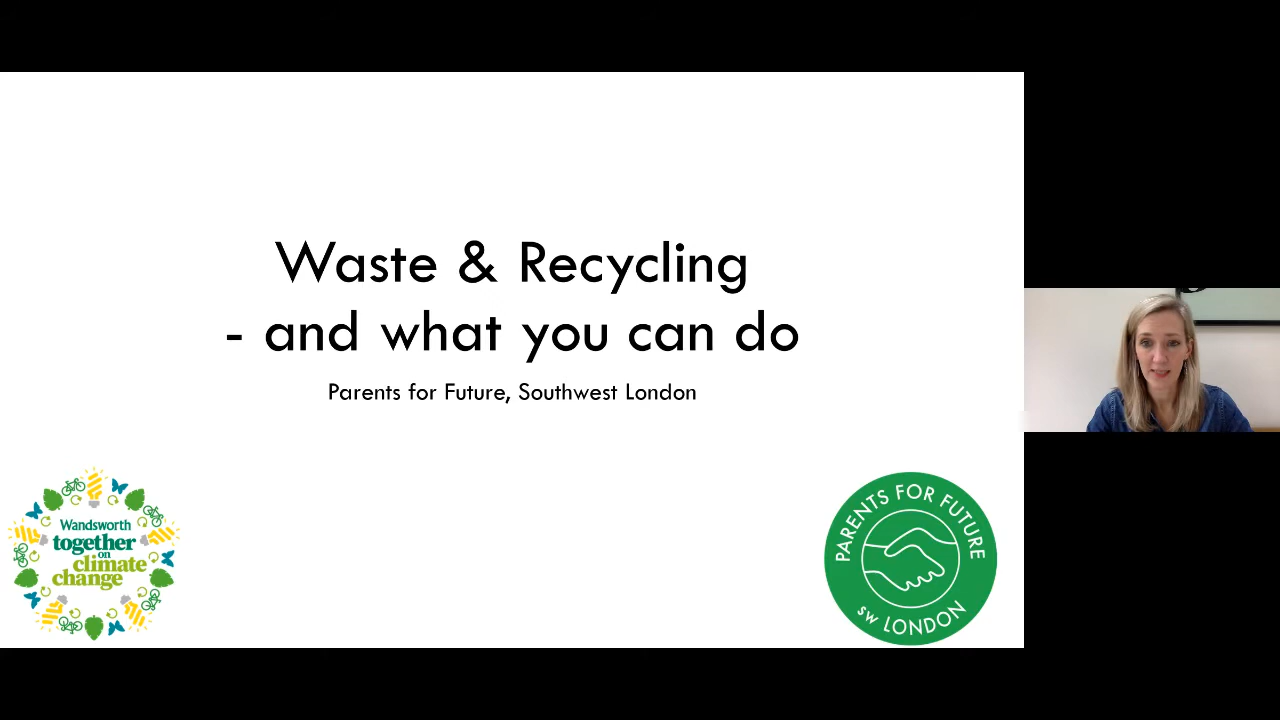 Waste & Recycling
- and what you can do
Parents for Future, Southwest London
Wandsworth
together
on
climate
change
PARENTS FOR FUTURE
SW LONDON